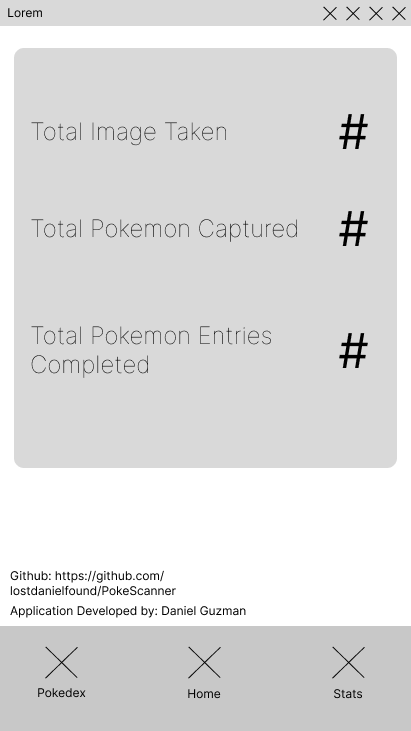 Lorem
Total Image Taken #
Total Pokemon Captured #
Total Pokemon Entries
Completed #
Github: https://github.com/
lostdanielfound/PokeScanner
Application Developed by: Daniel Guzman
Pokedex Home Stats